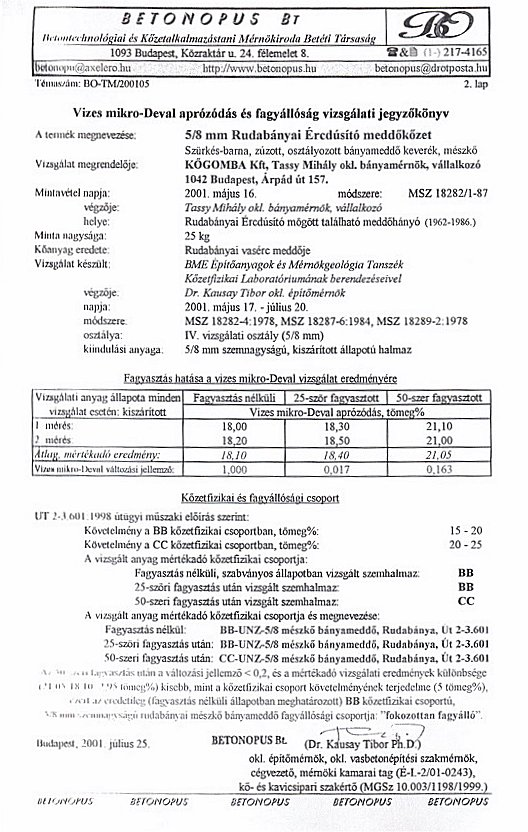 BETONOPUS BT
Betontechnológiai és Kőzetalkalmazástani Mérnökiroda Betéti Társaság
1093 Budapest, Közraktár u. 24. félemelet 8. ☎&🖷 (1-) 217-4165
betonopu@axelero.hu http://www.betonopus.hu betonopus@drotposta.hu
Témaszám: BO-TM/200105 2. lap
Vizes mikro-Deval aprózódás és fagyállóság vizsgálati jegyzőkönyv
A termék megnevezése: 5/8 mm Rudabányai Ércdúsító meddőkőzet
Szürkés-barna, zúzott, osztályozott bányameddő keverék, mészkő
Vizsgálat megrendelője: KŐGOMBA Kft, Tassy Mihály okl. bányamérnök, vállalkozó
1042 Budapest, Árpád út 157.
Mintavétel napja: 2001. május 16. módszere: MSZ 18282/1-87
végzője: Tassy Mihály okl. bányamérnök, vállalkozó
helye: Rudabányai Ércdúsító mögött található meddőhányó (1962-1986.)
Minta nagysága: 25 kg
Kőanyag eredete: Rudabányai vasérc meddője
Vizsgálat készült: BME Építőanyagok és Mérnökgeológia Tanszék
Kőzetfizikai Laboratóriumának berendezéseivel
végzője: Dr. Kausay Tibor okl. építőmérnök
napja: 2001. május 17. - július 20.
módszere: MSZ 18282-4:1978, MSZ 18287-6:1984, MSZ 18289-2:1978
osztálya: IV. vizsgálati osztály (5/8 mm)
kiindulási anyaga: 5/8 mm szemnagyságú, kiszárított állapotú halmaz
Fagyasztás hatása a vizes mikro-Deval vizsgálat eredményére
Vizsgálati anyag állapota minden Fagyasztás nélküli 25-ször fagyasztott 50-szer fagyasztott
vizsgálat esetén: kiszárított Vizes mikro-Deval aprózódás, tömeg%
1 mérés: 18,00 18,30 21,10
2 mérés: 18,20 18,50 21,00
Átlag, mértékadó eredmény: 18,10 18,40 21,05
Vizes mikro-Deval változási jellemző: 1,000 0,017 0,163
Kőzetfizikai és fagyállósági csoport
UT 2-3.601:1998 útügyi műszaki előírás szerint:
Követelmény a BB kőzetfizikai csoportban, tömeg%: 15 - 20
Követelmény a CC kőzetfizikai csoportban, tömeg%: 20 - 25
A vizsgált anyag mértékadó kőzetfizikai csoportja:
Fagyasztás nélküli, szabványos állapotban vizsgált szemhalmaz: BB
25-szöri fagyasztás után vizsgált szemhalmaz: BB
50-szeri fagyasztás után vizsgált szemhalmaz: CC
A vizsgált anyag mértékadó kőzetfizikai csoportja és megnevezése:
Fagyasztás nélkül: BB-UNZ-5/8 mészkő bányameddő, Rudabánya, Út 2-3.601
25-szöri fagyasztás után: BB-UNZ-5/8 mészkő bányameddő, Rudabánya, Út 2-3.601
50-szeri fagyasztás után: CC-UNZ-5/8 mészkő bányameddő, Rudabánya, Út 2-3.601
Az 50-szeri fagyasztás után a változási jellemző < 0,2, és a mértékadó vizsgálati eredmények különbsége
(21,05-18,10=2,95 tömeg%) kisebb, mint a kőzetfizikai csoport követelményének terjedelme (5 tömeg%),
ezért az eredetileg (fagyasztás nélküli állapotban meghatározott) BB kőzetfizikai csoportú,
5/8 mm szemnagyságú rudabányai mészkő bányameddő fagyállósági csoportja: "fokozottan fagyálló".
Budapest, 2001. július 25. BETONOPUS Bt. (Dr. Kausay Tibor Ph.D.)
okl. építőmérnök, okl. vasbetonépítési szakmérnök,
cégvezető, mérnöki kamarai tag (É-I.-2/01-0243),
kő- és kavicsipari szakértő (MGSz 10.003/1198/1999.)
BETONOPUS BETONOPUS BETONOPUS BETONOPUS BETONOPUS